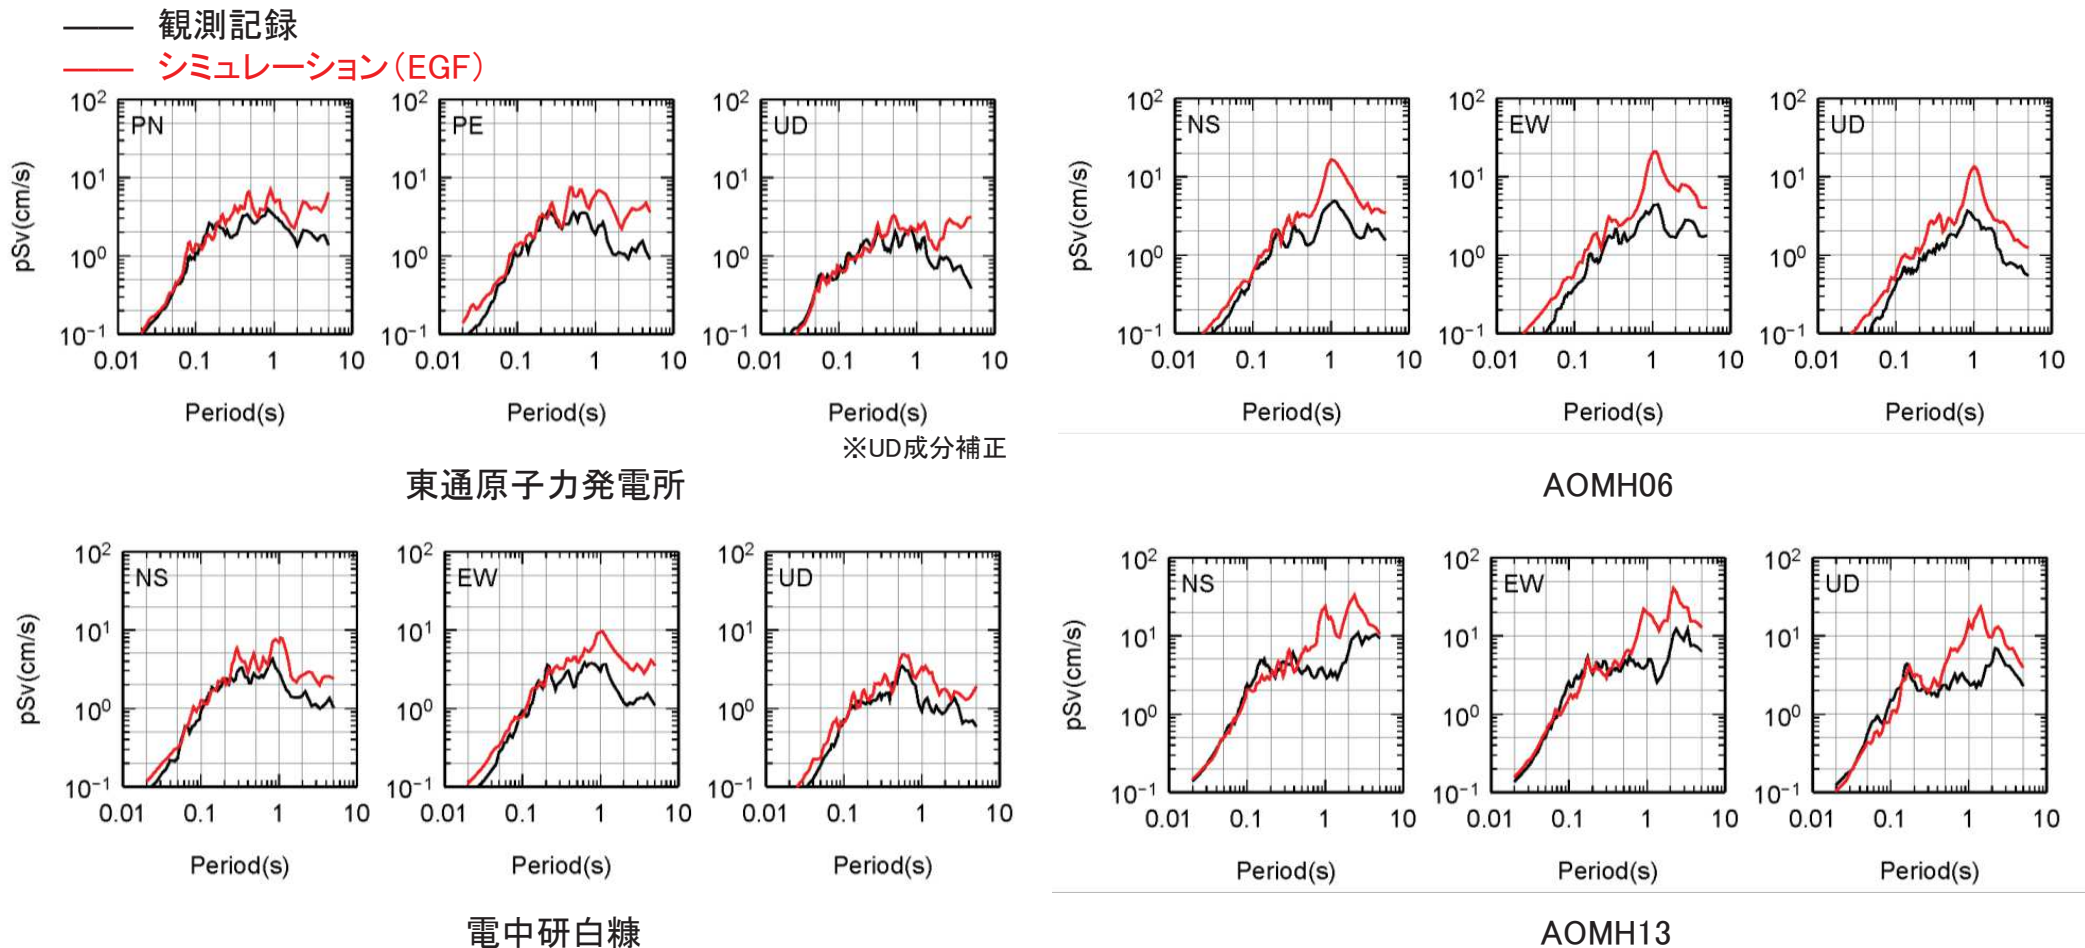 観測記録
シミュレーション(EGF)
10² 10¹ 10⁰ 10⁻¹
pSv(cm/s)
PN
0.01 0.1 1 10
Period(s)
10² 10¹ 10⁰ 10⁻¹
PE
0.01 0.1 1 10
Period(s)
10² 10¹ 10⁰ 10⁻¹
UD
0.01 0.1 1 10
Period(s)
※UD成分補正
東通原子力発電所
10² 10¹ 10⁰ 10⁻¹
pSv(cm/s)
NS
0.01 0.1 1 10
Period(s)
10² 10¹ 10⁰ 10⁻¹
EW
0.01 0.1 1 10
Period(s)
10² 10¹ 10⁰ 10⁻¹
UD
0.01 0.1 1 10
Period(s)
AOMH06
10² 10¹ 10⁰ 10⁻¹
pSv(cm/s)
NS
0.01 0.1 1 10
Period(s)
10² 10¹ 10⁰ 10⁻¹
EW
0.01 0.1 1 10
Period(s)
10² 10¹ 10⁰ 10⁻¹
UD
0.01 0.1 1 10
Period(s)
電中研白糠
10² 10¹ 10⁰ 10⁻¹
pSv(cm/s)
NS
0.01 0.1 1 10
Period(s)
10² 10¹ 10⁰ 10⁻¹
EW
0.01 0.1 1 10
Period(s)
10² 10¹ 10⁰ 10⁻¹
UD
0.01 0.1 1 10
Period(s)
AOMH13